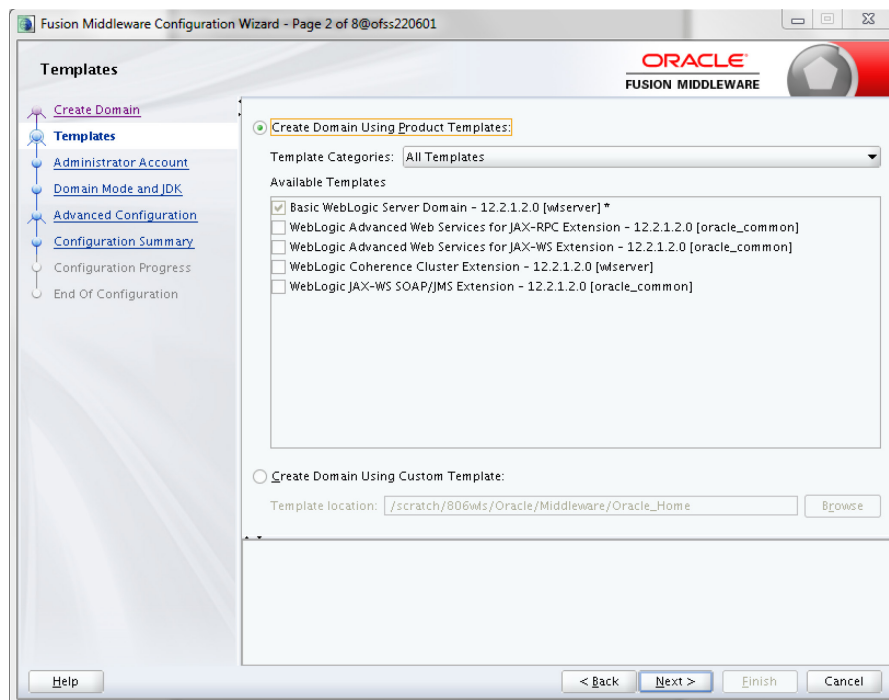 Fusion Middleware Configuration Wizard - Page 2 of 8@ofss220601
Templates
ORACLE
FUSION MIDDLEWARE
Create Domain
Templates
Administrator Account
Domain Mode and JDK
Advanced Configuration
Configuration Summary
Configuration Progress
End Of Configuration
Create Domain Using Product Templates:
Template Categories: All Templates
Available Templates
Basic WebLogic Server Domain - 12.2.1.2.0 [wlserver] *
WebLogic Advanced Web Services for JAX-RPC Extension - 12.2.1.2.0 [oracle_common]
WebLogic Advanced Web Services for JAX-WS Extension - 12.2.1.2.0 [oracle_common]
WebLogic Coherence Cluster Extension - 12.2.1.2.0 [wlserver]
WebLogic JAX-WS SOAP/JMS Extension - 12.2.1.2.0 [oracle_common]
Create Domain Using Custom Template:
Template location: /scratch/806wls/Oracle/Middleware/Oracle_Home Browse
Help < Back Next > Finish Cancel